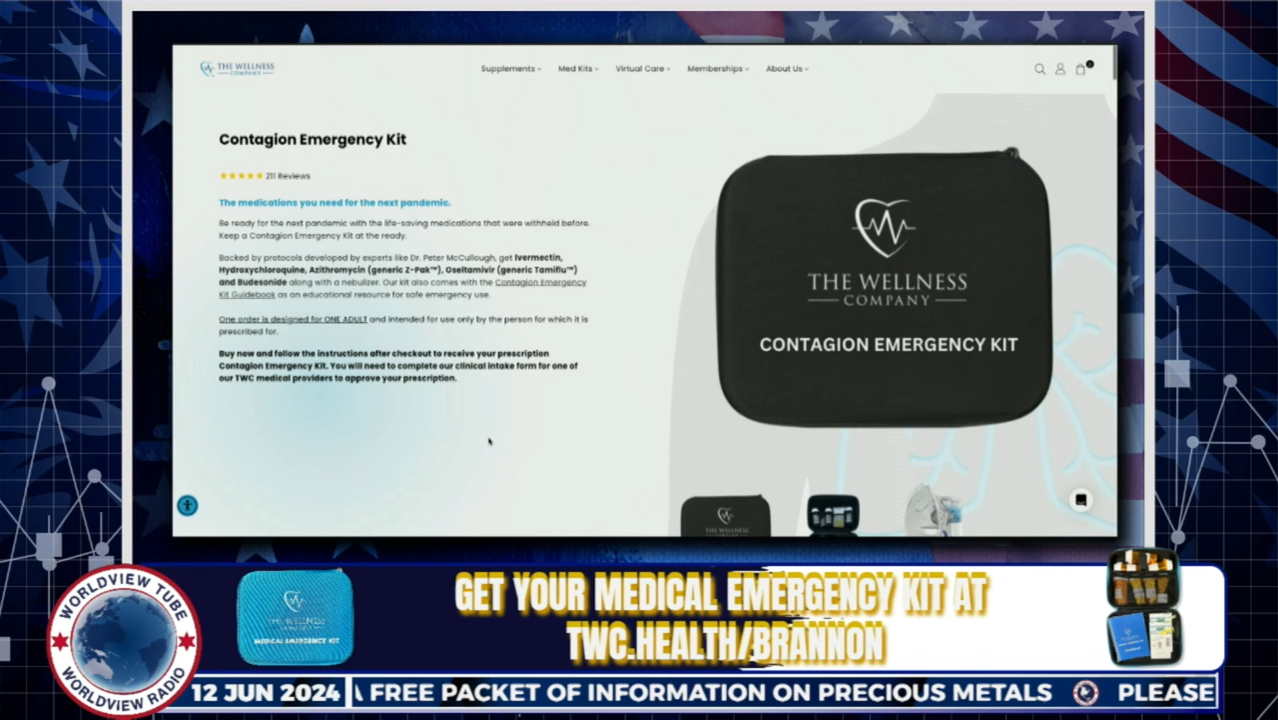 THE WELLNESS
COMPANY
Supplements
Med Kits
Virtual Care
Memberships
About Us
0
Contagion Emergency Kit
211 Reviews
The medications you need for the next pandemic.
Be ready for the next pandemic with the life-saving medications that were withheld before.
Keep a Contagion Emergency Kit at the ready.
Backed by protocols developed by experts like Dr. Peter McCullough, get Ivermectin,
Hydroxychloroquine, Azithromycin (generic Z-Pak™), Oseltamivir (generic Tamiflu™)
and Budesonide along with a nebulizer. Our kit also comes with the Contagion Emergency
Kit Guidebook as an educational resource for safe emergency use.
One order is designed for ONE ADULT and intended for use only by the person for which it is
prescribed for.
Buy now and follow the instructions after checkout to receive your prescription
Contagion Emergency Kit. You will need to complete our clinical intake form for one of
our TWC medical providers to approve your prescription.
THE WELLNESS
COMPANY
CONTAGION EMERGENCY KIT
THE WELLNESS
WORLDVIEW TUBE
WORLDVIEW RADIO
THE WELLNESS
COMPANY
MEDICAL EMERGENCY KIT
GET YOUR MEDICAL EMERGENCY KIT AT
TWC.HEALTH/BRANNON
12 JUN 2024
A FREE PACKET OF INFORMATION ON PRECIOUS METALS
PLEASE